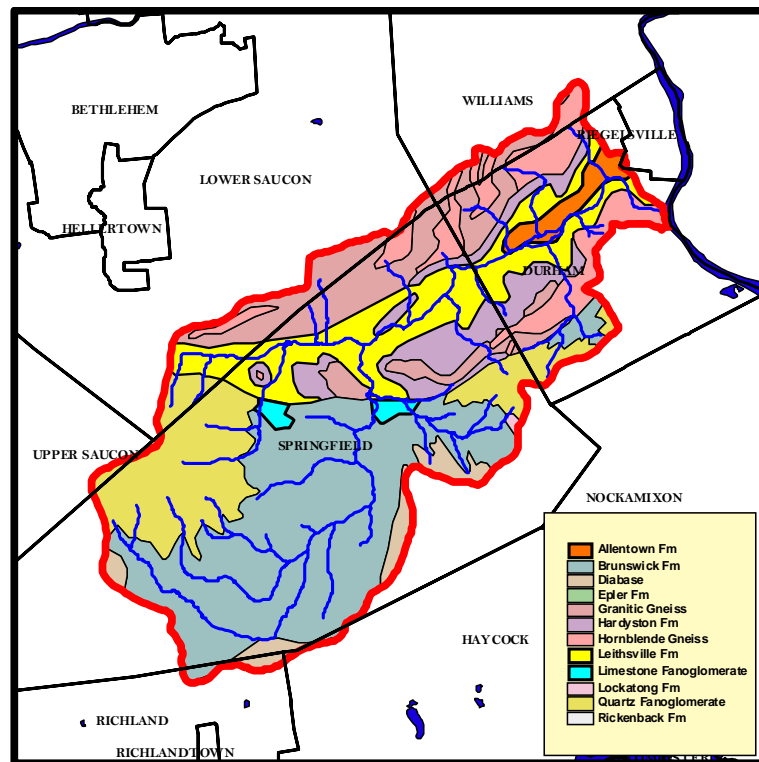 WILLIAMS
BETHLEHEM
RIEGELSVILLE
LOWER SAUCON
HELLERTOWN
DURHAM
SPRINGFIELD
UPPER SAUCON
NOCKAMIXON
Allentown Fm
Brunswick Fm
Diabase
Epler Fm
Granitic Gneiss
Hardyston Fm
Hornblende Gneiss
Leithsville Fm
Limestone Fanoglomerate
Lockatong Fm
Quartz Fanoglomerate
Rickenback Fm
HAYCOCK
RICHLAND
RICHLANDTOWN